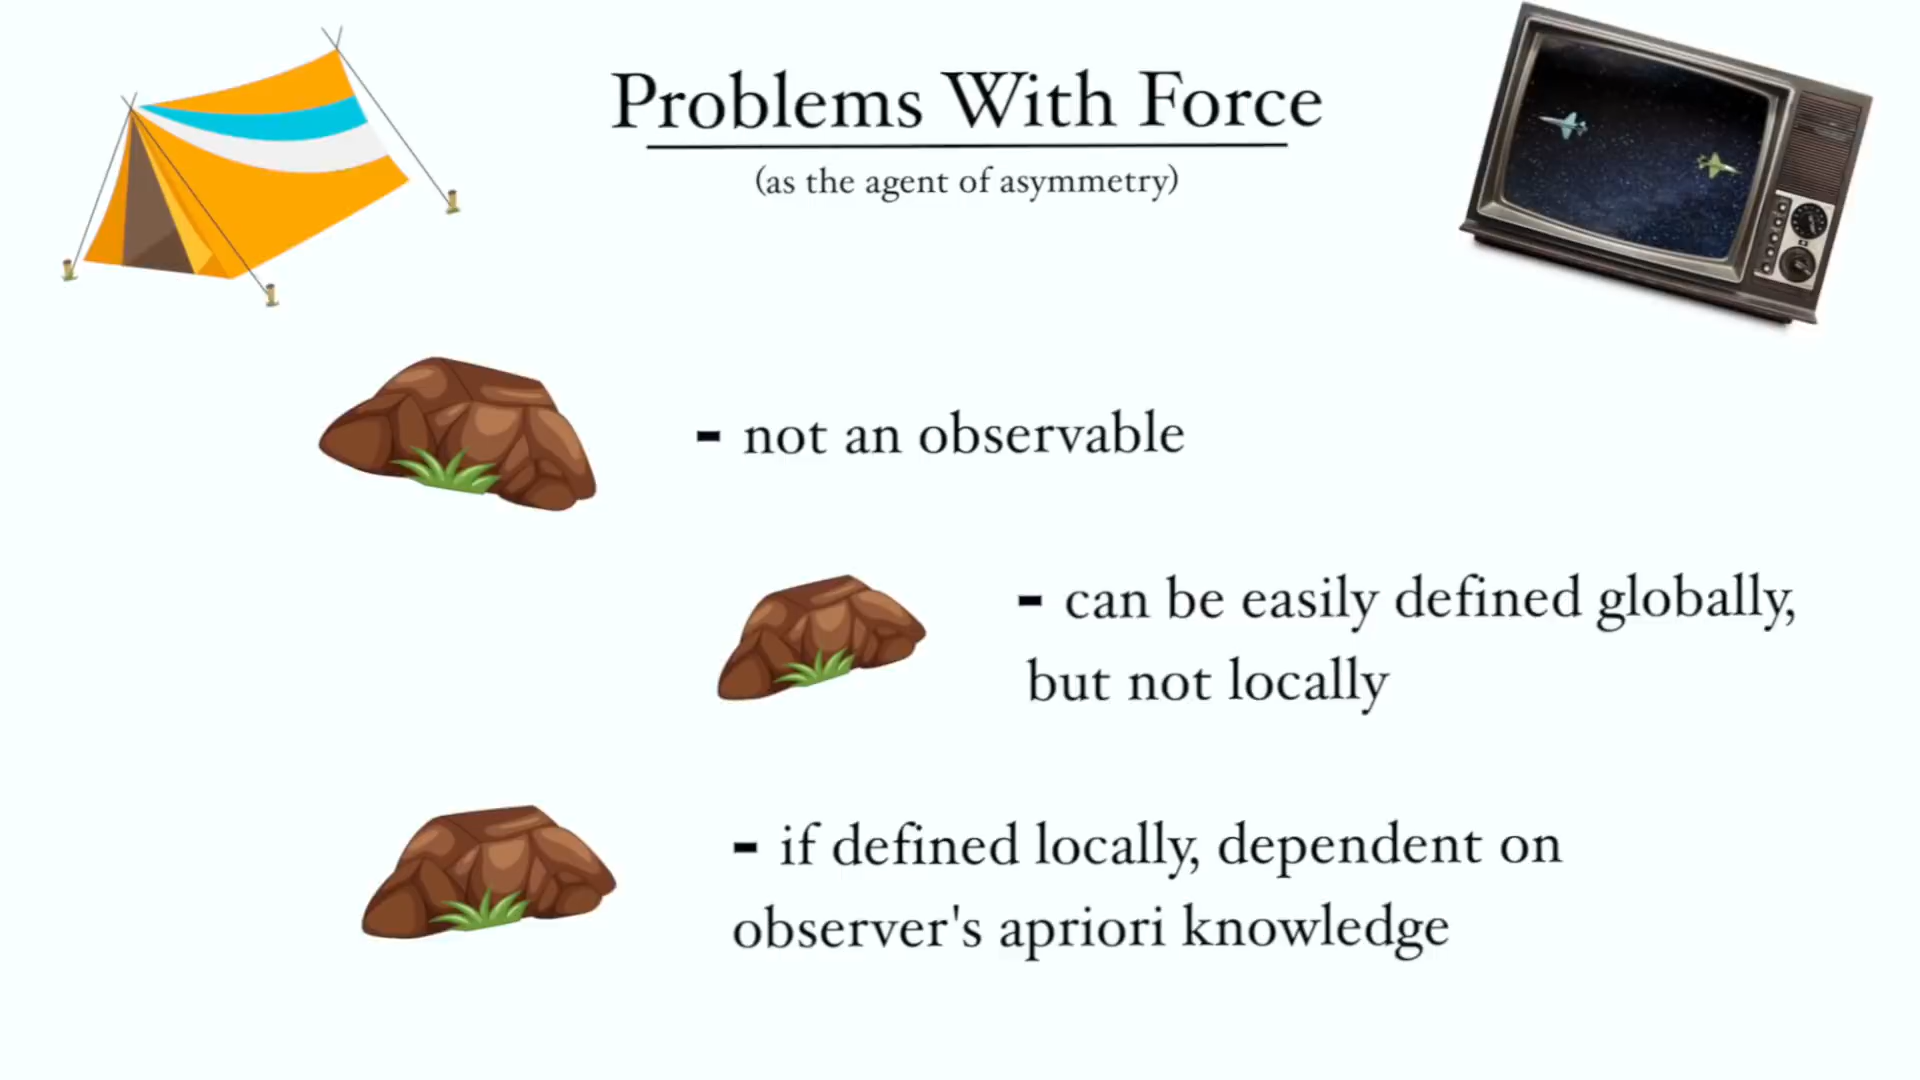 Problems With Force
(as the agent of asymmetry)
- not an observable
- can be easily defined globally,
but not locally
- if defined locally, dependent on
observer's apriori knowledge